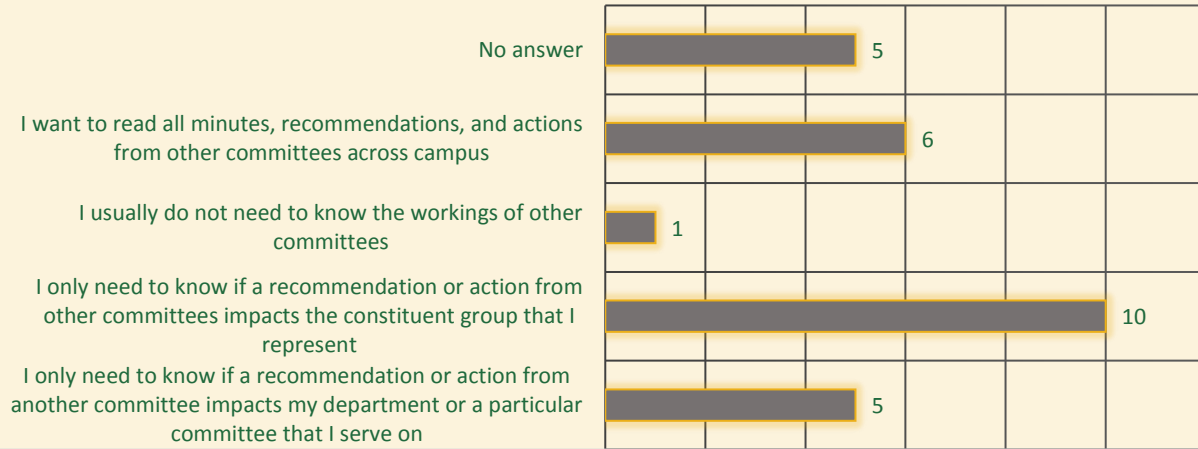 No answer
5
I want to read all minutes, recommendations, and actions
from other committees across campus
6
I usually do not need to know the workings of other
committees
1
I only need to know if a recommendation or action from
other committees impacts the constituent group that I
represent
10
I only need to know if a recommendation or action from
another committee impacts my department or a particular
committee that I serve on
5